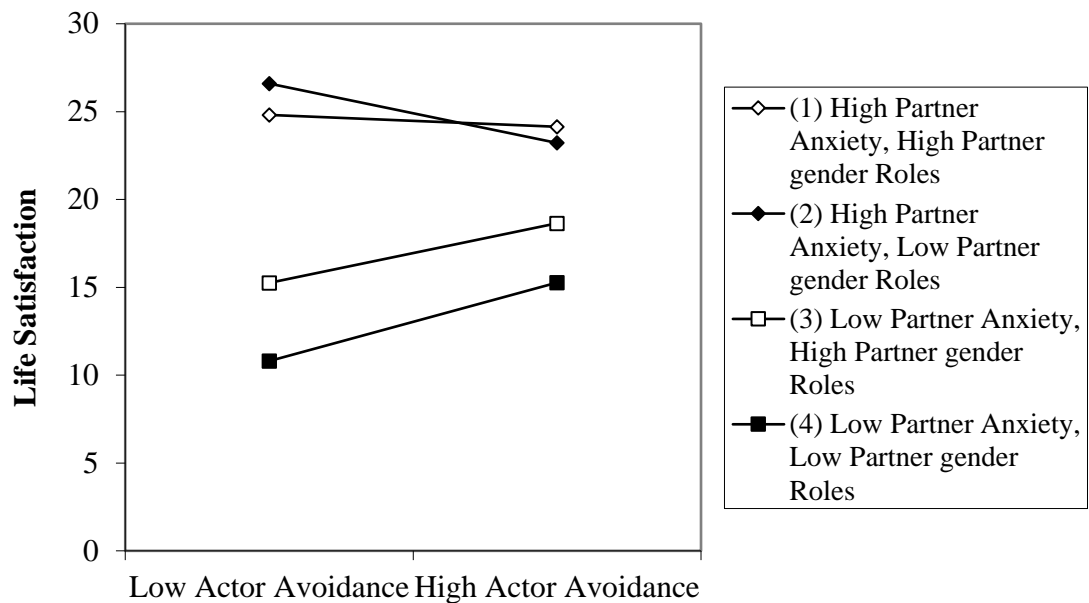 30
25
20
15
10
5
0
Life Satisfaction
Low Actor Avoidance High Actor Avoidance
(1) High Partner
Anxiety, High Partner
gender Roles
(2) High Partner
Anxiety, Low Partner
gender Roles
(3) Low Partner Anxiety,
High Partner gender
Roles
(4) Low Partner Anxiety,
Low Partner gender
Roles